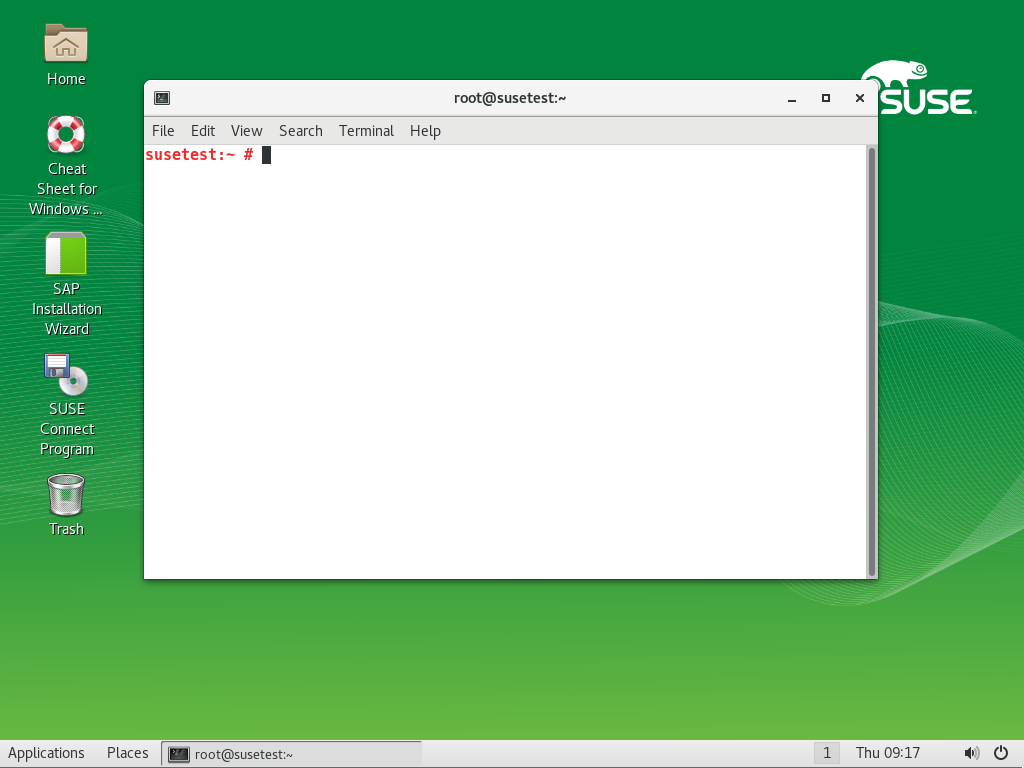 Home
Cheat
Sheet for
Windows ...
SAP
Installation
Wizard
SUSE
Connect
Program
Trash
SUSE
root@susetest:~
File Edit View Search Terminal Help
susetest:~ #
Applications Places root@susetest:~ 1 Thu 09:17